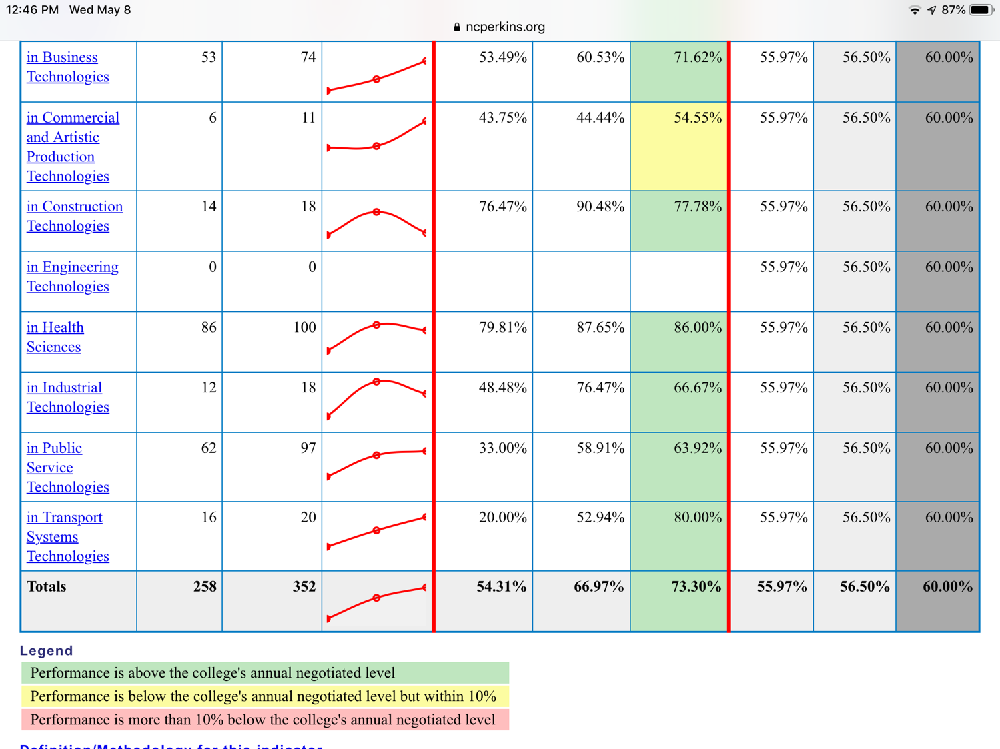 12:46 PM Wed May 8 87%
ncperkins.org
in Business Technologies 53 74 53.49% 60.53% 71.62% 55.97% 56.50% 60.00%
in Commercial and Artistic Production Technologies 6 11 43.75% 44.44% 54.55% 55.97% 56.50% 60.00%
in Construction Technologies 14 18 76.47% 90.48% 77.78% 55.97% 56.50% 60.00%
in Engineering Technologies 0 0 55.97% 56.50% 60.00%
in Health Sciences 86 100 79.81% 87.65% 86.00% 55.97% 56.50% 60.00%
in Industrial Technologies 12 18 48.48% 76.47% 66.67% 55.97% 56.50% 60.00%
in Public Service Technologies 62 97 33.00% 58.91% 63.92% 55.97% 56.50% 60.00%
in Transport Systems Technologies 16 20 20.00% 52.94% 80.00% 55.97% 56.50% 60.00%
Totals 258 352 54.31% 66.97% 73.30% 55.97% 56.50% 60.00%
Legend
Performance is above the college's annual negotiated level
Performance is below the college's annual negotiated level but within 10%
Performance is more than 10% below the college's annual negotiated level
Definition/Methodology for this indicator